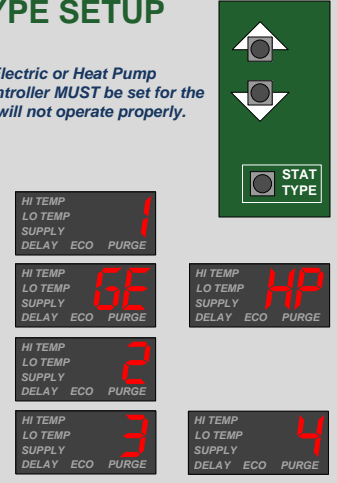 YPE SETUP
Electric or Heat Pump
ntroller MUST be set for the
will not operate properly.
STAT
TYPE
HI TEMP
LO TEMP
SUPPLY
DELAY ECO PURGE
1
HI TEMP
LO TEMP
SUPPLY
DELAY ECO PURGE
GE
HI TEMP
LO TEMP
SUPPLY
DELAY ECO PURGE
HP
HI TEMP
LO TEMP
SUPPLY
DELAY ECO PURGE
2
HI TEMP
LO TEMP
SUPPLY
DELAY ECO PURGE
3
HI TEMP
LO TEMP
SUPPLY
DELAY ECO PURGE
4